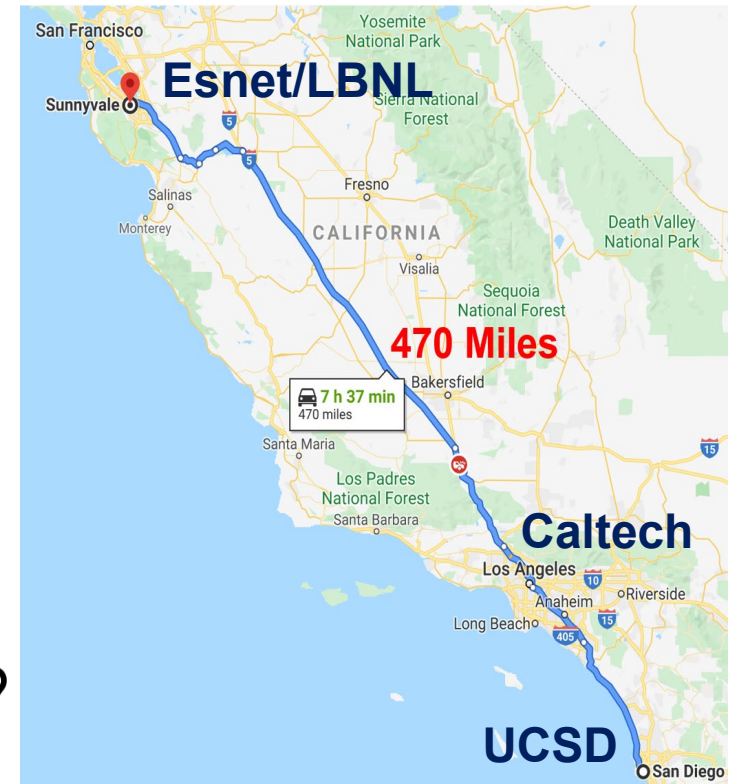 San Francisco
Yosemite
National Park
Esnet/LBNL
Sierra National
Forest
Sunnyvale
5
5
Fresno
Salinas
Monterey
CALIFORNIA
Death Valley
National Park
Visalia
Sequoia
National Forest
470 Miles
Bakersfield
7 h 37 min
470 miles
15
Santa Maria
Los Padres
National Forest
Santa Barbara
Caltech
Los Angeles
10
Riverside
Anaheim
15
Long Beach
405
UCSD
San Diego